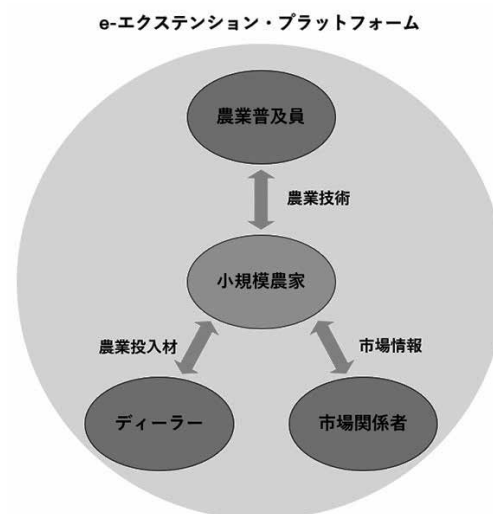 e-エクステンション・プラットフォーム
農業普及員
農業技術
小規模農家
農業投入材
市場情報
ディーラー
市場関係者